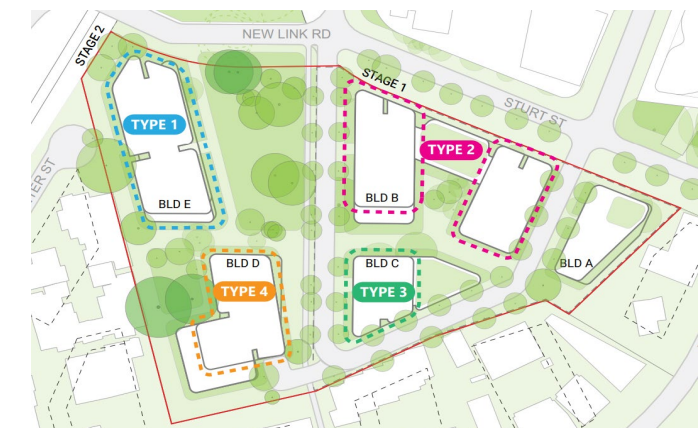 NEW LINK RD
STAGE 2
STAGE 1
STURT ST
TYPE 1
TYPE 2
BLD E
BLD B
BLD D
BLD C
BLD A
TYPE 4
TYPE 3